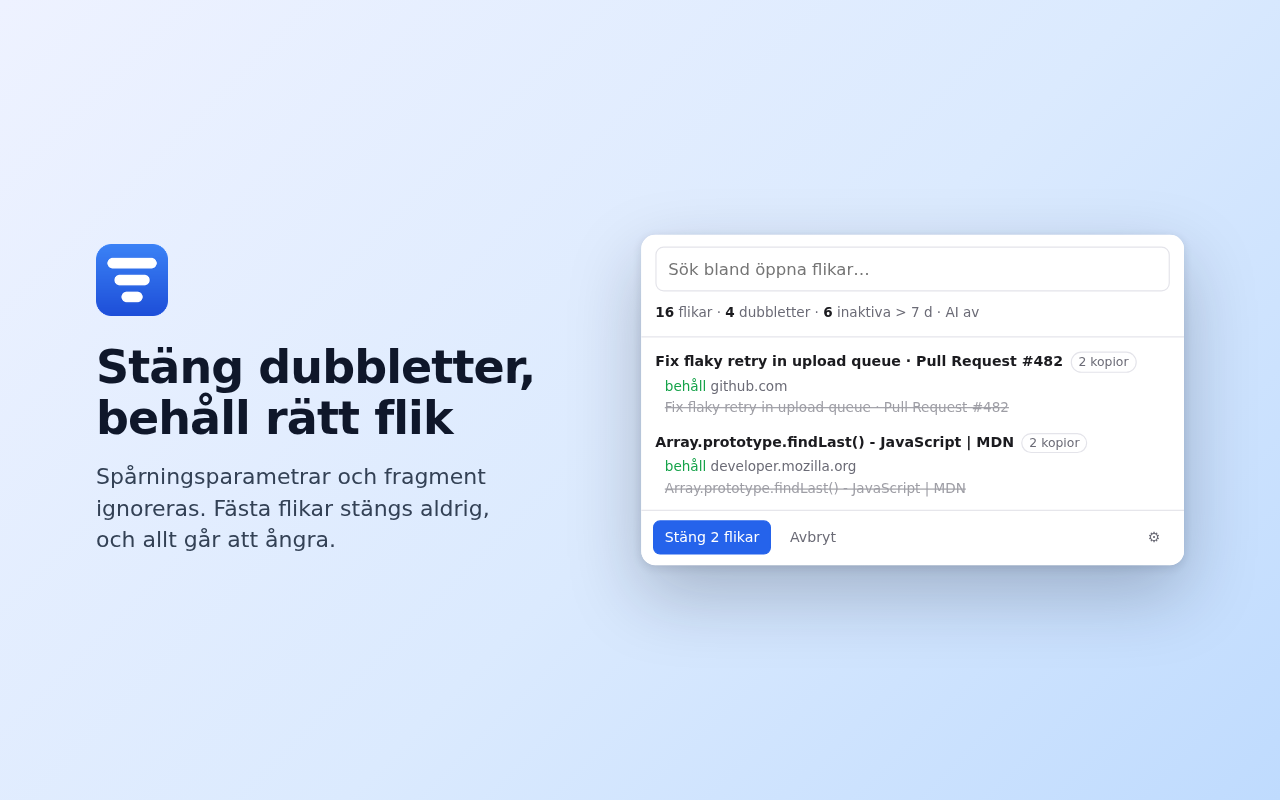 Stäng dubbletter,
behåll rätt flik
Spårningsparametrar och fragment
ignoreras. Fästa flikar stängs aldrig,
och allt går att ångra.
Sök bland öppna flikar…
16 flikar · 4 dubbletter · 6 inaktiva > 7 d · AI av
Fix flaky retry in upload queue · Pull Request #482 2 kopior
behåll github.com
Fix flaky retry in upload queue · Pull Request #482
Array.prototype.findLast() - JavaScript | MDN 2 kopior
behåll developer.mozilla.org
Array.prototype.findLast() - JavaScript | MDN
Stäng 2 flikar Avbryt ⚙